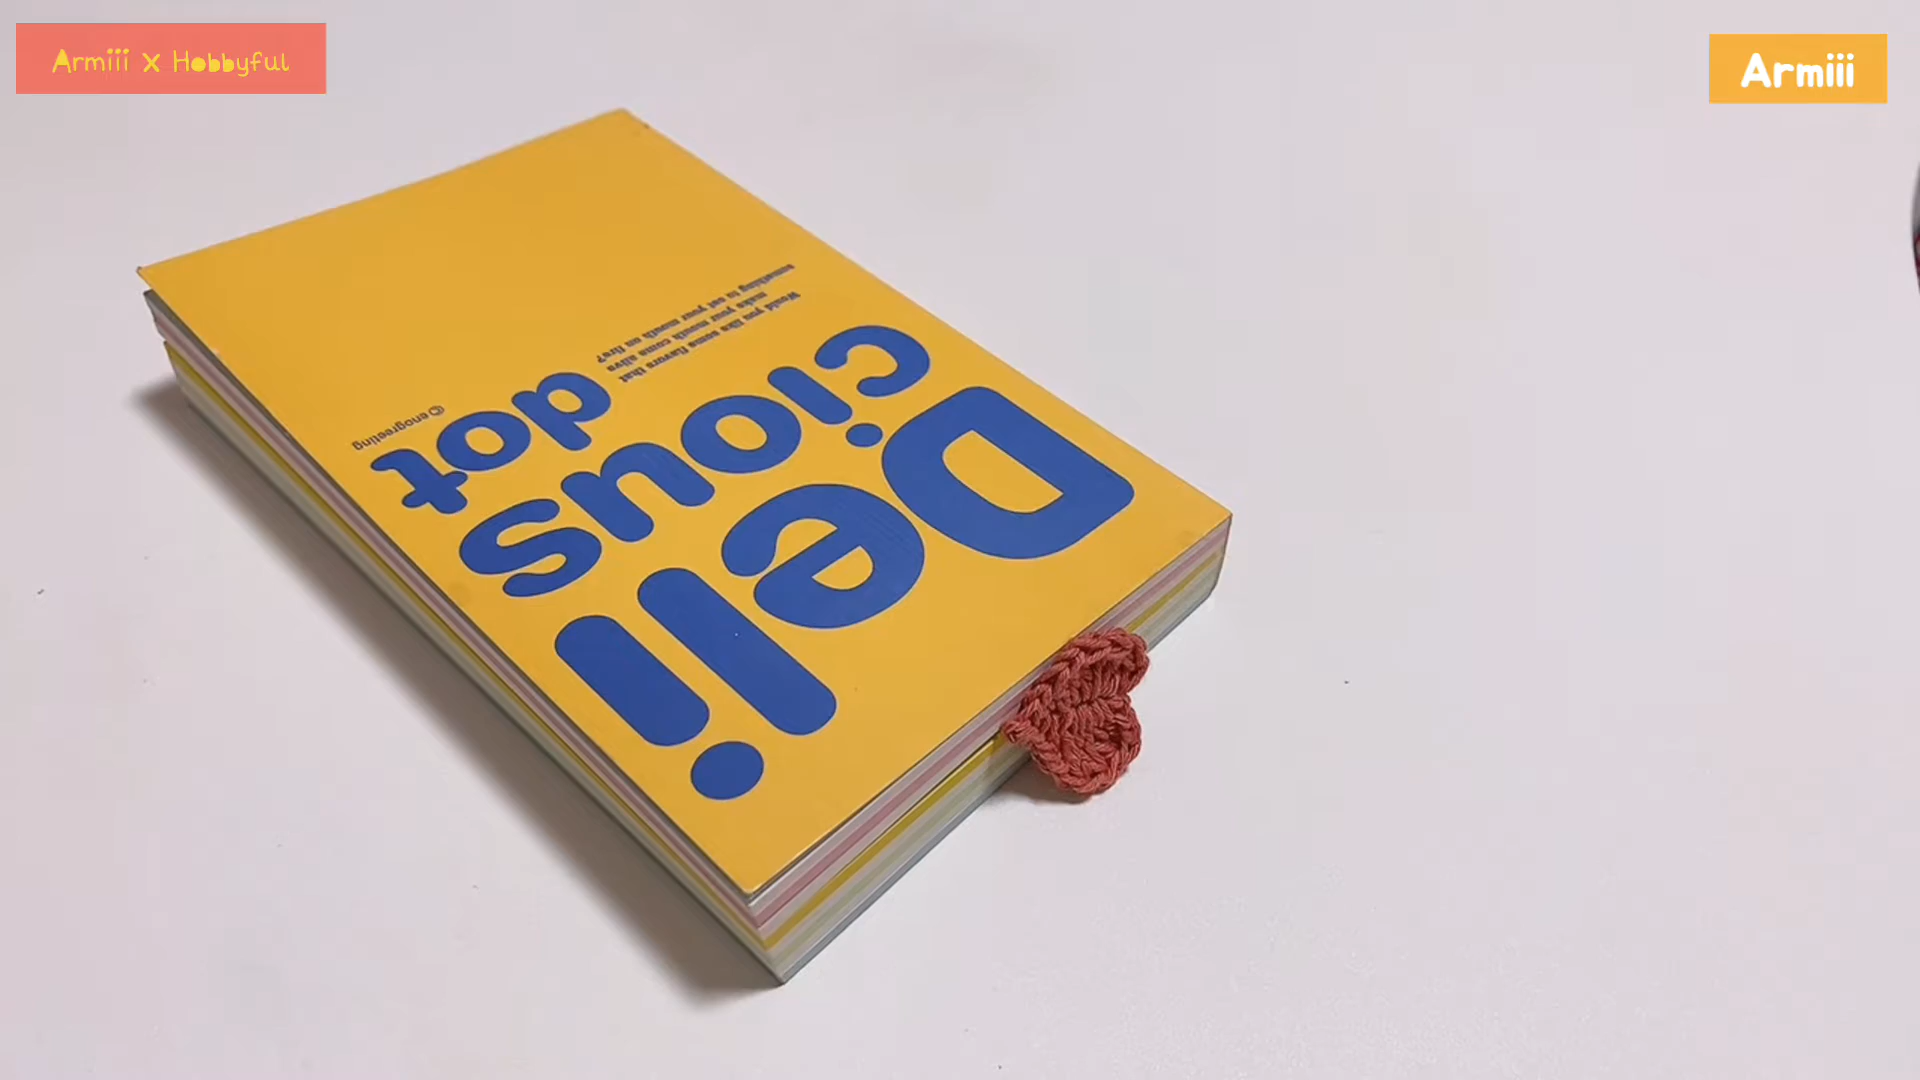 Armiii x Hobbyful
Armiii
Deli
cious
dot
Would you like some flavors that
make your mouth come alive
something to set your mouth on fire?
©enogreeling